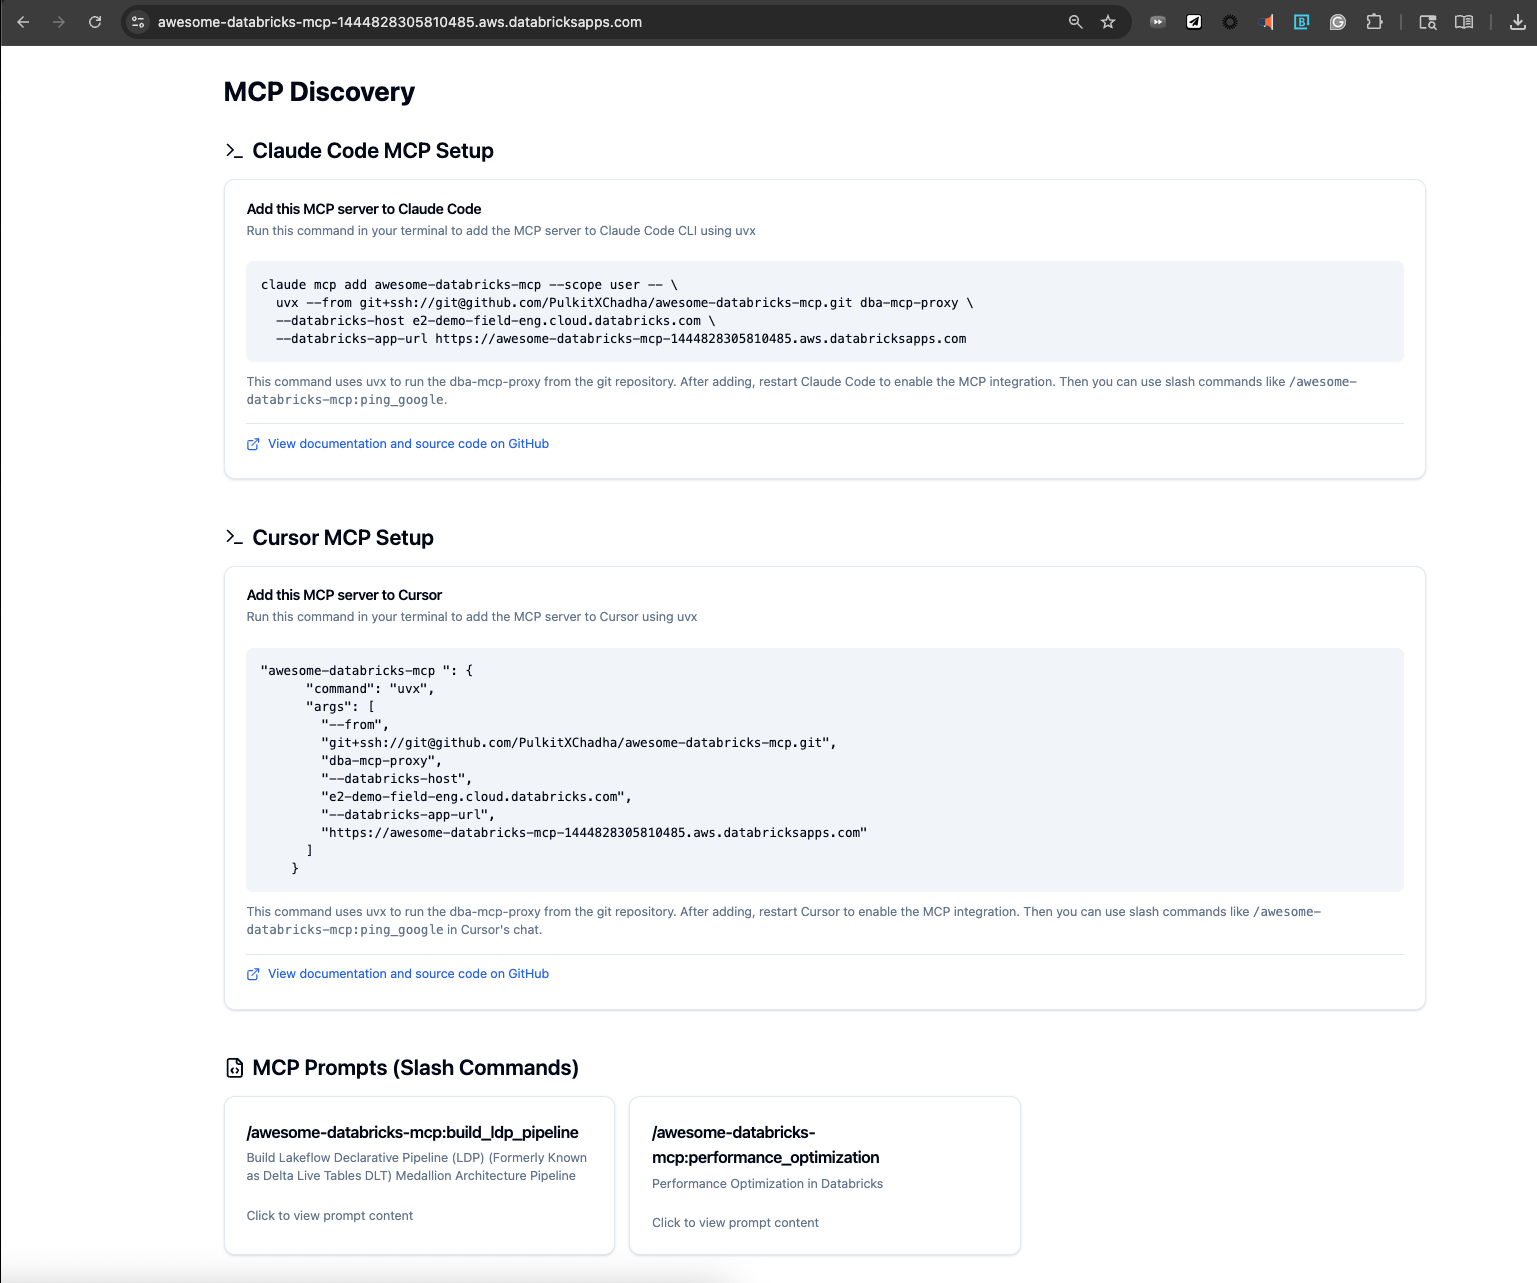 awesome-databricks-mcp-1444828305810485.aws.databricksapps.com
MCP Discovery
>_ Claude Code MCP Setup
Add this MCP server to Claude Code
Run this command in your terminal to add the MCP server to Claude Code CLI using uvx
claude mcp add awesome-databricks-mcp --scope user -- \
  uvx --from git+ssh://git@github.com/PulkitXChadha/awesome-databricks-mcp.git dba-mcp-proxy \
  --databricks-host e2-demo-field-eng.cloud.databricks.com \
  --databricks-app-url https://awesome-databricks-mcp-1444828305810485.aws.databricksapps.com
This command uses uvx to run the dba-mcp-proxy from the git repository. After adding, restart Claude Code to enable the MCP integration. Then you can use slash commands like /awesome-
databricks-mcp:ping_google.
View documentation and source code on GitHub
>_ Cursor MCP Setup
Add this MCP server to Cursor
Run this command in your terminal to add the MCP server to Cursor using uvx
"awesome-databricks-mcp ": {
      "command": "uvx",
      "args": [
        "--from",
        "git+ssh://git@github.com/PulkitXChadha/awesome-databricks-mcp.git",
        "dba-mcp-proxy",
        "--databricks-host",
        "e2-demo-field-eng.cloud.databricks.com",
        "--databricks-app-url",
        "https://awesome-databricks-mcp-1444828305810485.aws.databricksapps.com"
      ]
    }
This command uses uvx to run the dba-mcp-proxy from the git repository. After adding, restart Cursor to enable the MCP integration. Then you can use slash commands like /awesome-
databricks-mcp:ping_google in Cursor's chat.
View documentation and source code on GitHub
MCP Prompts (Slash Commands)
/awesome-databricks-mcp:build_ldp_pipeline
Build Lakeflow Declarative Pipeline (LDP) (Formerly Known
as Delta Live Tables DLT) Medallion Architecture Pipeline
Click to view prompt content
/awesome-databricks-
mcp:performance_optimization
Performance Optimization in Databricks
Click to view prompt content